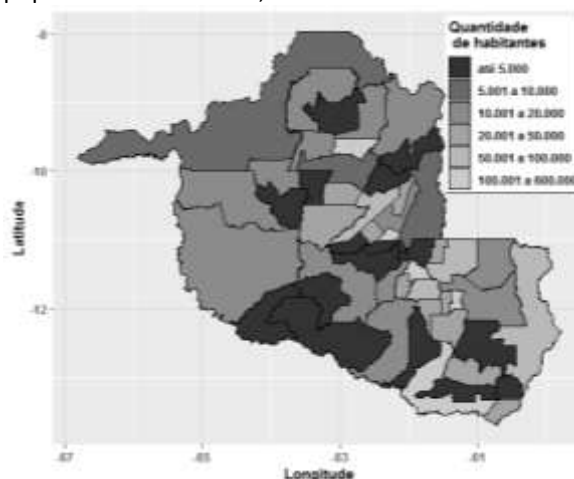 Quantidade
de habitantes
até 5.000
5.001 a 10.000
10.001 a 20.000
20.001 a 50.000
50.001 a 100.000
100.001 a 600.000
-8
-10
-12
Latitude
-67
-65
-63
-61
Longitude